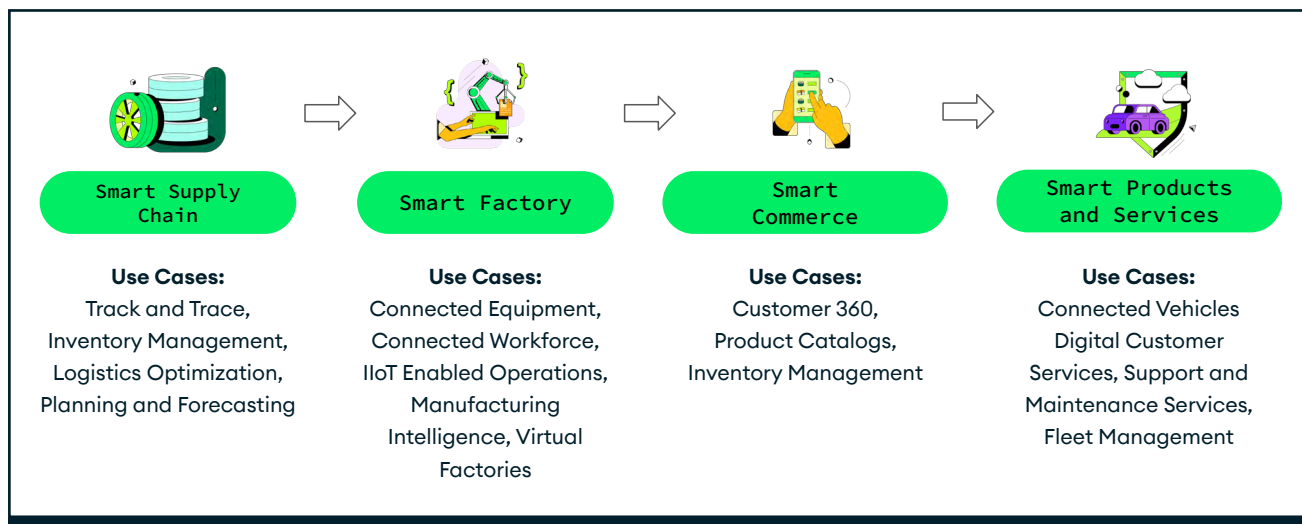 Smart Supply
Chain
Use Cases:
Track and Trace,
Inventory Management,
Logistics Optimization,
Planning and Forecasting
Smart Factory
Use Cases:
Connected Equipment,
Connected Workforce,
IIoT Enabled Operations,
Manufacturing
Intelligence, Virtual
Factories
Smart
Commerce
Use Cases:
Customer 360,
Product Catalogs,
Inventory Management
Smart Products
and Services
Use Cases:
Connected Vehicles
Digital Customer
Services, Support and
Maintenance Services,
Fleet Management